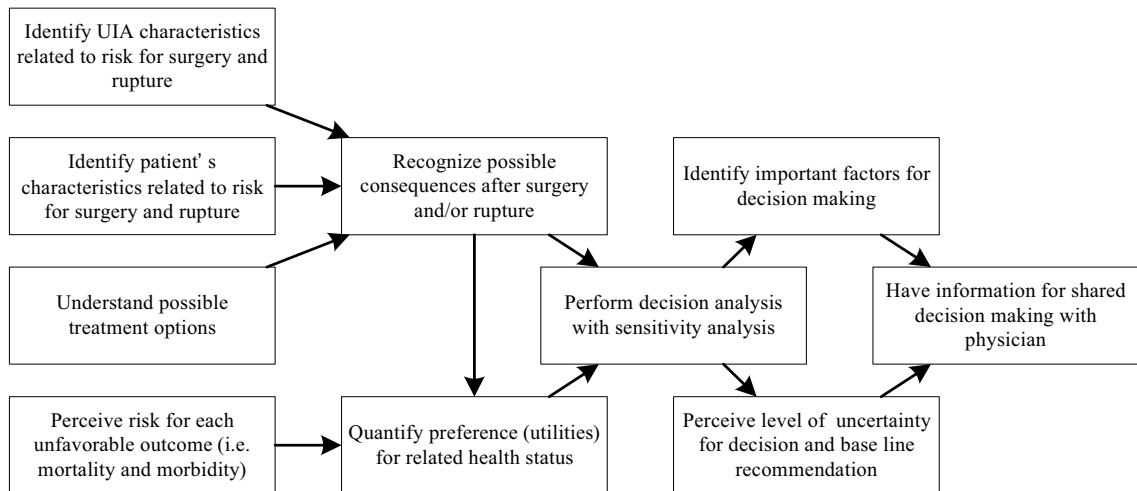 Identify UIA characteristics
related to risk for surgery and
rupture
Identify patient's
characteristics related to risk
for surgery and rupture
Understand possible
treatment options
Perceive risk for each
unfavorable outcome (i.e.
mortality and morbidity)
Recognize possible
consequences after surgery
and/or rupture
Quantify preference (utilities)
for related health status
Perform decision analysis
with sensitivity analysis
Identify important factors for
decision making
Perceive level of uncertainty
for decision and base line
recommendation
Have information for shared
decision making with
physician